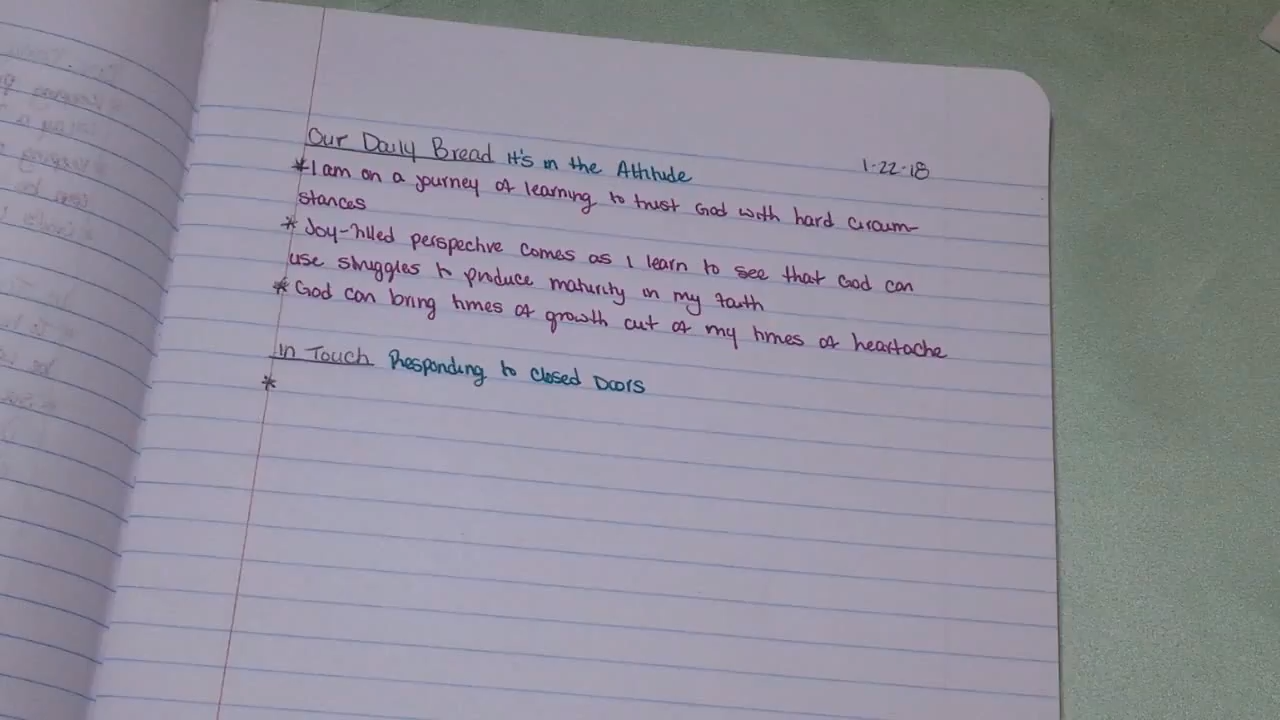 Our Daily Bread It's in the Attitude
1-22-18
*I am on a journey of learning to trust God with hard circum-
stances
* Joy-filled perspective comes as I learn to see that God can
use struggles to produce maturity in my faith
* God can bring times of growth out of my times of heartache
In Touch Responding to Closed Doors
*